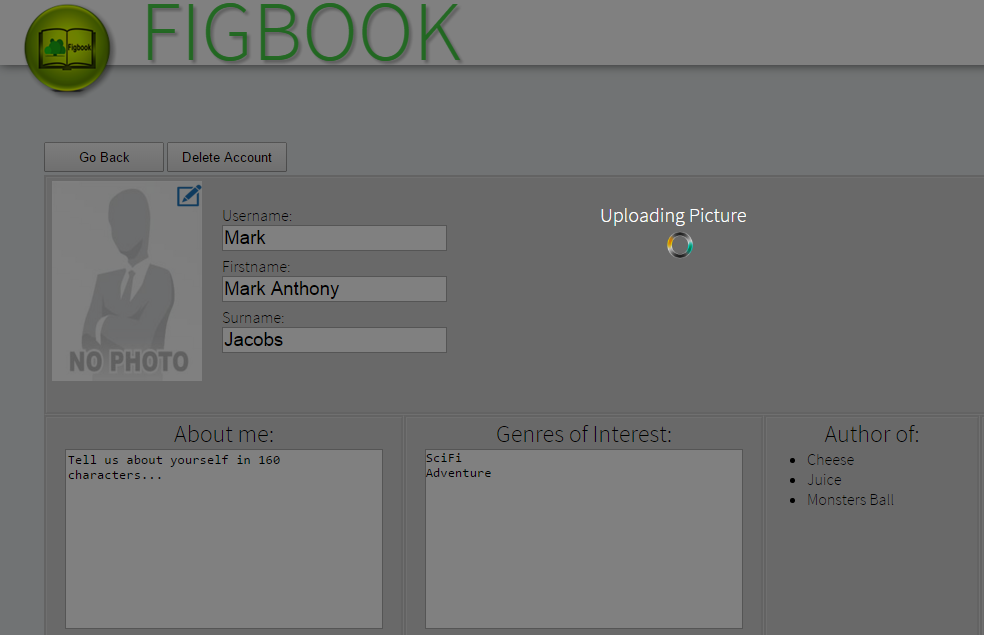 Figbook
FIGBOOK
Go Back
Delete Account
NO PHOTO
Username:
Mark
Firstname:
Mark Anthony
Surname:
Jacobs
Uploading Picture
About me:
Tell us about yourself in 160
characters...
Genres of Interest:
SciFi
Adventure
Author of:
Cheese
Juice
Monsters Ball